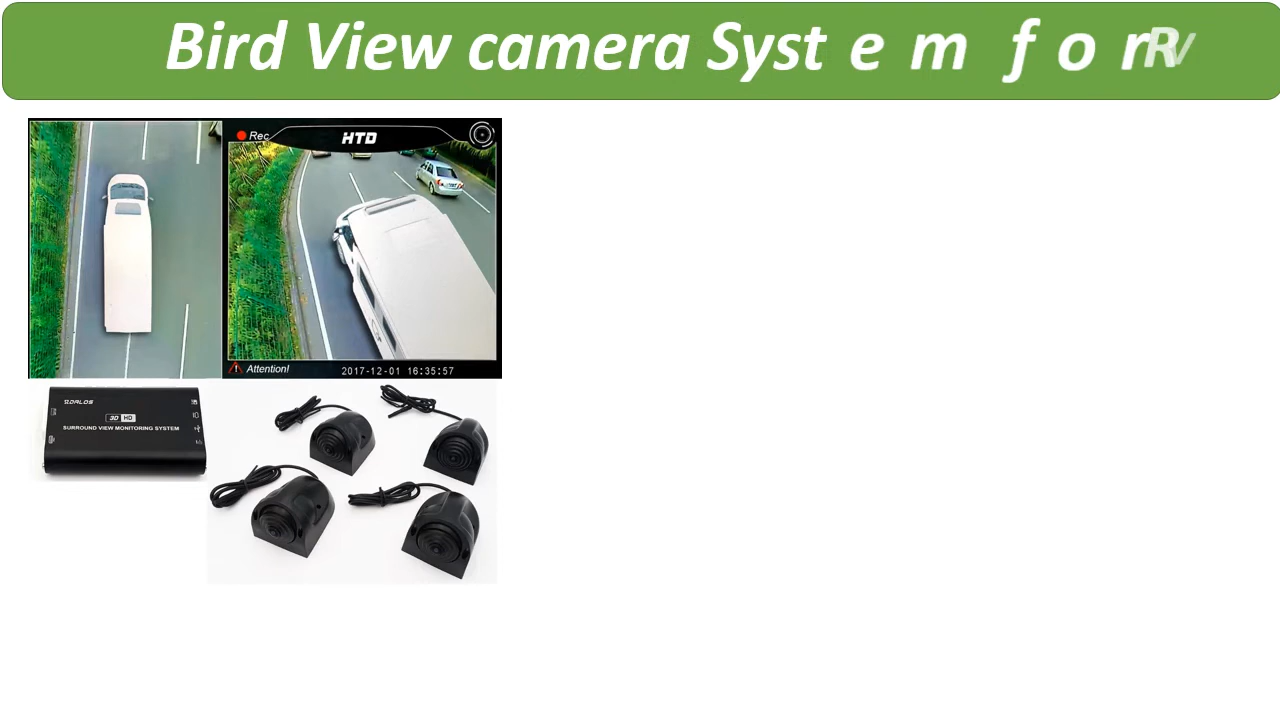 Bird View camera System for RV
Rec
HTD
Attention!
2017-12-01 16:35:57
3D HD
SURROUND VIEW MONITORING SYSTEM